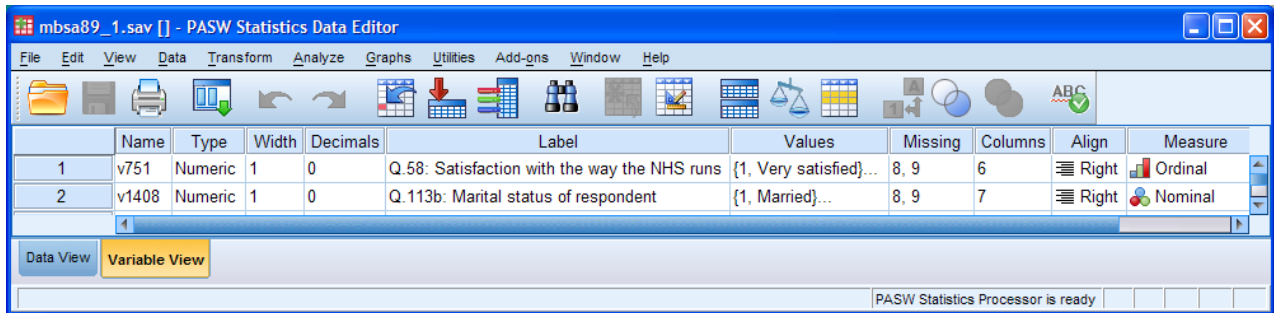 mbsa89_1.sav [] - PASW Statistics Data Editor
File Edit View Data Transform Analyze Graphs Utilities Add-ons Window Help
A 1 ABC
Name Type Width Decimals Label Values Missing Columns Align Measure
1 v751 Numeric 1 0 Q.58: Satisfaction with the way the NHS runs {1, Very satisfied}... 8, 9 6 Right Ordinal
2 v1408 Numeric 1 0 Q.113b: Marital status of respondent {1, Married}... 8, 9 7 Right Nominal
Data View Variable View
PASW Statistics Processor is ready